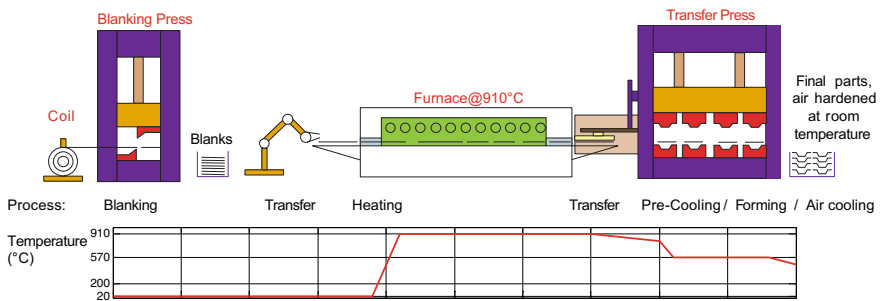 Blanking Press
Transfer Press
Coil
Blanks
Furnace@910°C
Final parts,
air hardened
at room
temperature
Process: Blanking Transfer Heating Transfer Pre-Cooling / Forming / Air cooling
Temperature
(°C)
910
570
200
20